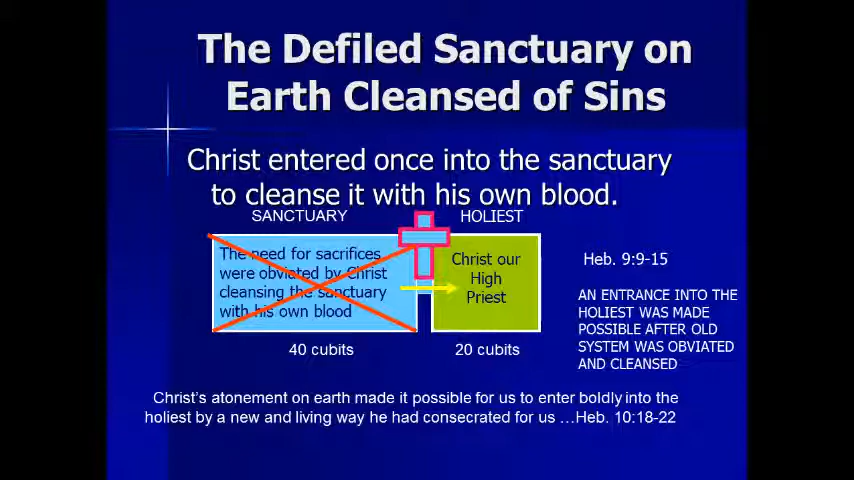 The Defiled Sanctuary on
Earth Cleansed of Sins
Christ entered once into the sanctuary
to cleanse it with his own blood.
SANCTUARY
HOLIEST
The need for sacrifices
were obviated by Christ
cleansing the sanctuary
with his own blood
Christ our
High
Priest
40 cubits
20 cubits
Heb. 9:9-15
AN ENTRANCE INTO THE
HOLIEST WAS MADE
POSSIBLE AFTER OLD
SYSTEM WAS OBVIATED
AND CLEANSED
Christ's atonement on earth made it possible for us to enter boldly into the
holiest by a new and living way he had consecrated for us …Heb. 10:18-22